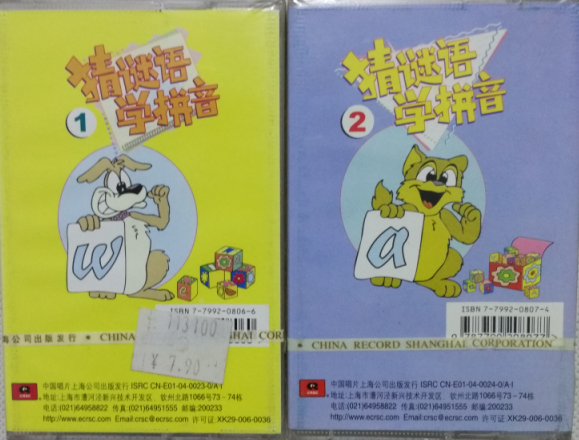 猜谜语
学拼音
1
w
ISBN 7-7992-0806-6
113100
¥ 7.90
海公司出版发行 · CHINA RECORD SHANGHAI COR
中国唱片上海公司出版发行 ISRC CN-E01-04-0023-0/A·I
地址:上海市漕河泾新兴技术开发区、钦州北路1066号73-74栋
电话:(021)64958822 传真:(021)64951555 邮编:200233
http://www.ecrsc.com Email:crsc@ecrsc.com 许可证:XK29-006-0036
猜谜语
学拼音
2
a
ISBN 7-7992-0807-4
· CHINA RECORD SHANGHAI CORPORATION ·
中国唱片上海公司出版发行 ISRC CN-E01-04-0024-0/A·I
地址:上海市漕河泾新兴技术开发区、钦州北路1066号73-74栋
电话:(021)64958822 传真:(021)64951555 邮编:200233
http://www.ecrsc.com Email:crsc@ecrsc.com 许可证:XK29-006-0036